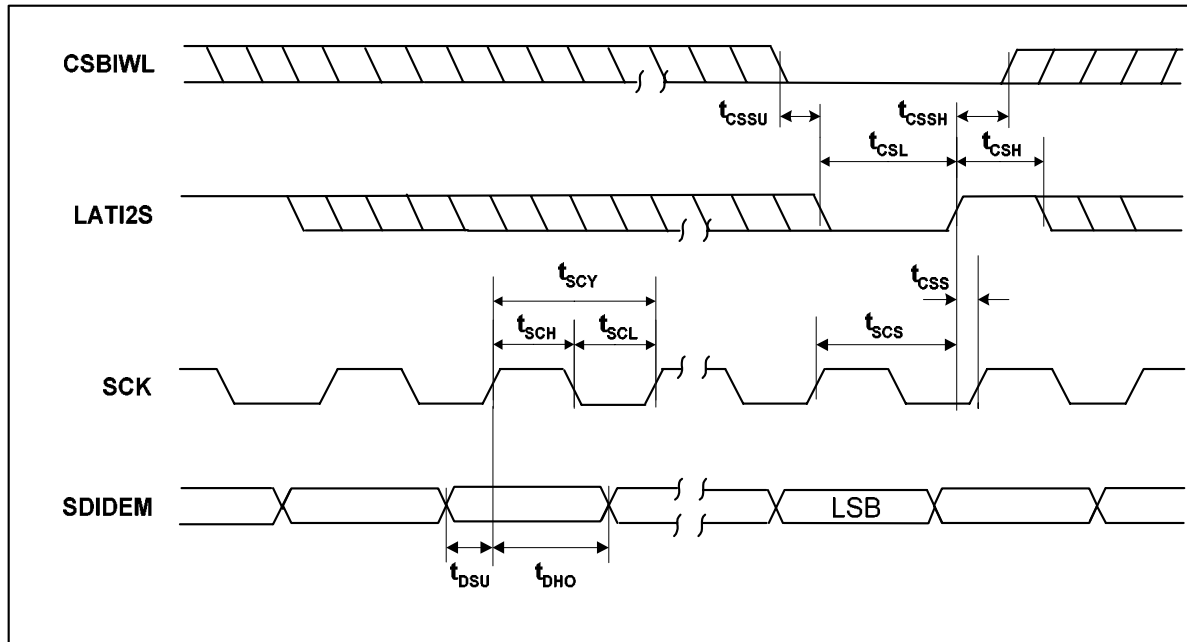 CSBIWL
tCSSU
tCSSH
tCSL
tCSH
LATI2S
tCSS
tSCY
tSCH
tSCL
tSCS
SCK
SDIDEM
LSB
tDSU
tDHO